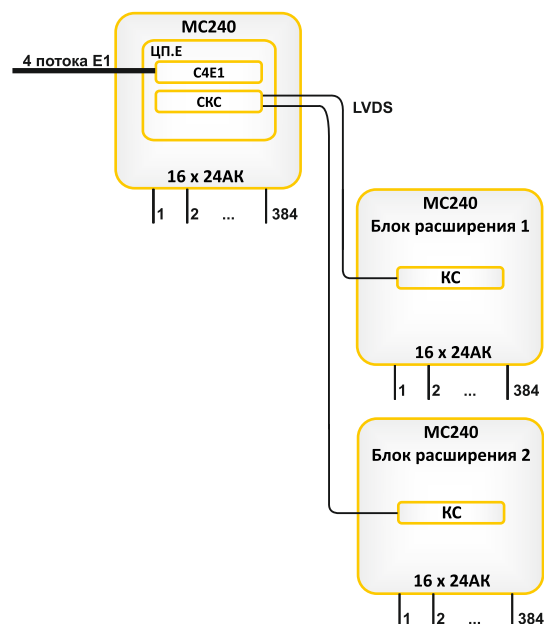 МС240
ЦП.Е
4 потока Е1
С4Е1
СКС
LVDS
16 x 24АК
1 2 ... 384
МС240
Блок расширения 1
КС
16 x 24АК
1 2 ... 384
МС240
Блок расширения 2
КС
16 x 24АК
1 2 ... 384